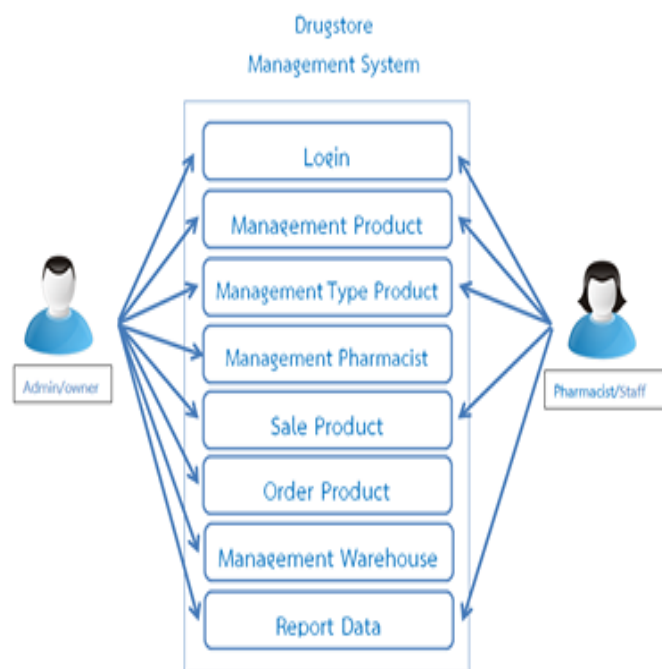 Drugstore
Management System
Login
Management Product
Management Type Product
Management Pharmacist
Sale Product
Order Product
Management Warehouse
Report Data
Admin/owner
Pharmacist/Staff